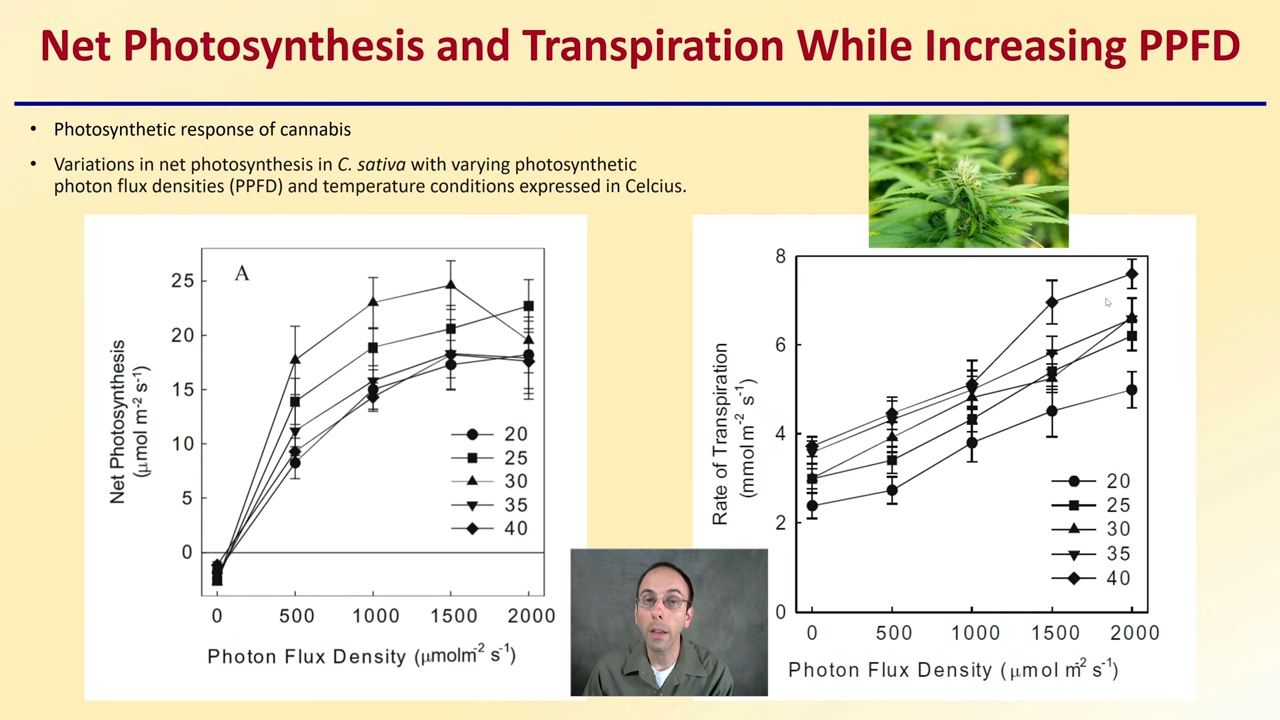 Net Photosynthesis and Transpiration While Increasing PPFD
• Photosynthetic response of cannabis
• Variations in net photosynthesis in C. sativa with varying photosynthetic
photon flux densities (PPFD) and temperature conditions expressed in Celcius.
A
Net Photosynthesis
(μmol m-2 s-1)
25
20
15
10
5
0
20
25
30
35
40
0 500 1000 1500 2000
Photon Flux Density (μmolm-2 s-1)
Rate of Transpiration
(mmol m-2 s-1)
8
6
4
2
0
20
25
30
35
40
0 500 1000 1500 2000
Photon Flux Density (μmol m-2 s-1)